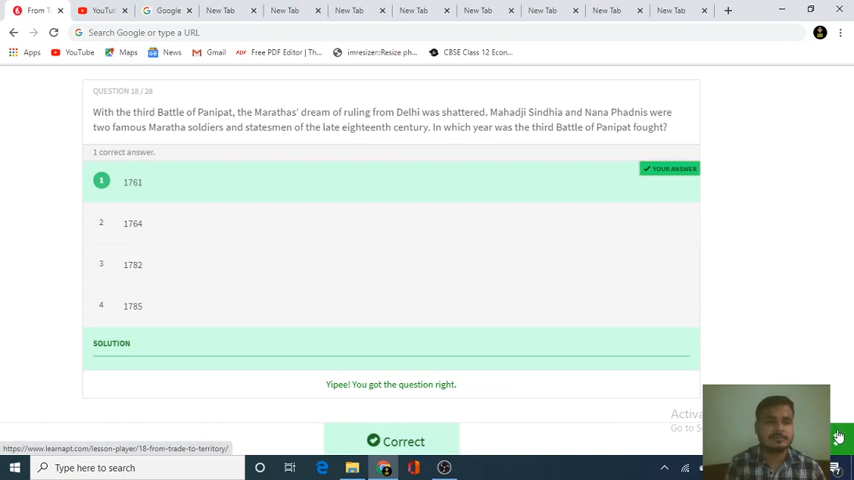 From T
YouTu
Google
New Tab
New Tab
New Tab
New Tab
New Tab
New Tab
New Tab
New Tab
Search Google or type a URL
Apps
YouTube
Maps
News
Gmail
PDF Free PDF Editor | Th...
imresizer::Resize ph...
CBSE Class 12 Econ...
QUESTION 18 / 28
With the third Battle of Panipat, the Marathas' dream of ruling from Delhi was shattered. Mahadji Sindhia and Nana Phadnis were
two famous Maratha soldiers and statesmen of the late eighteenth century. In which year was the third Battle of Panipat fought?
1 correct answer.
YOUR ANSWER
1 1761
2 1764
3 1782
4 1785
SOLUTION
Yipee! You got the question right.
Activa
Go to S
Correct
https://www.learnapt.com/lesson-player/18-from-trade-to-territory/
Type here to search
7